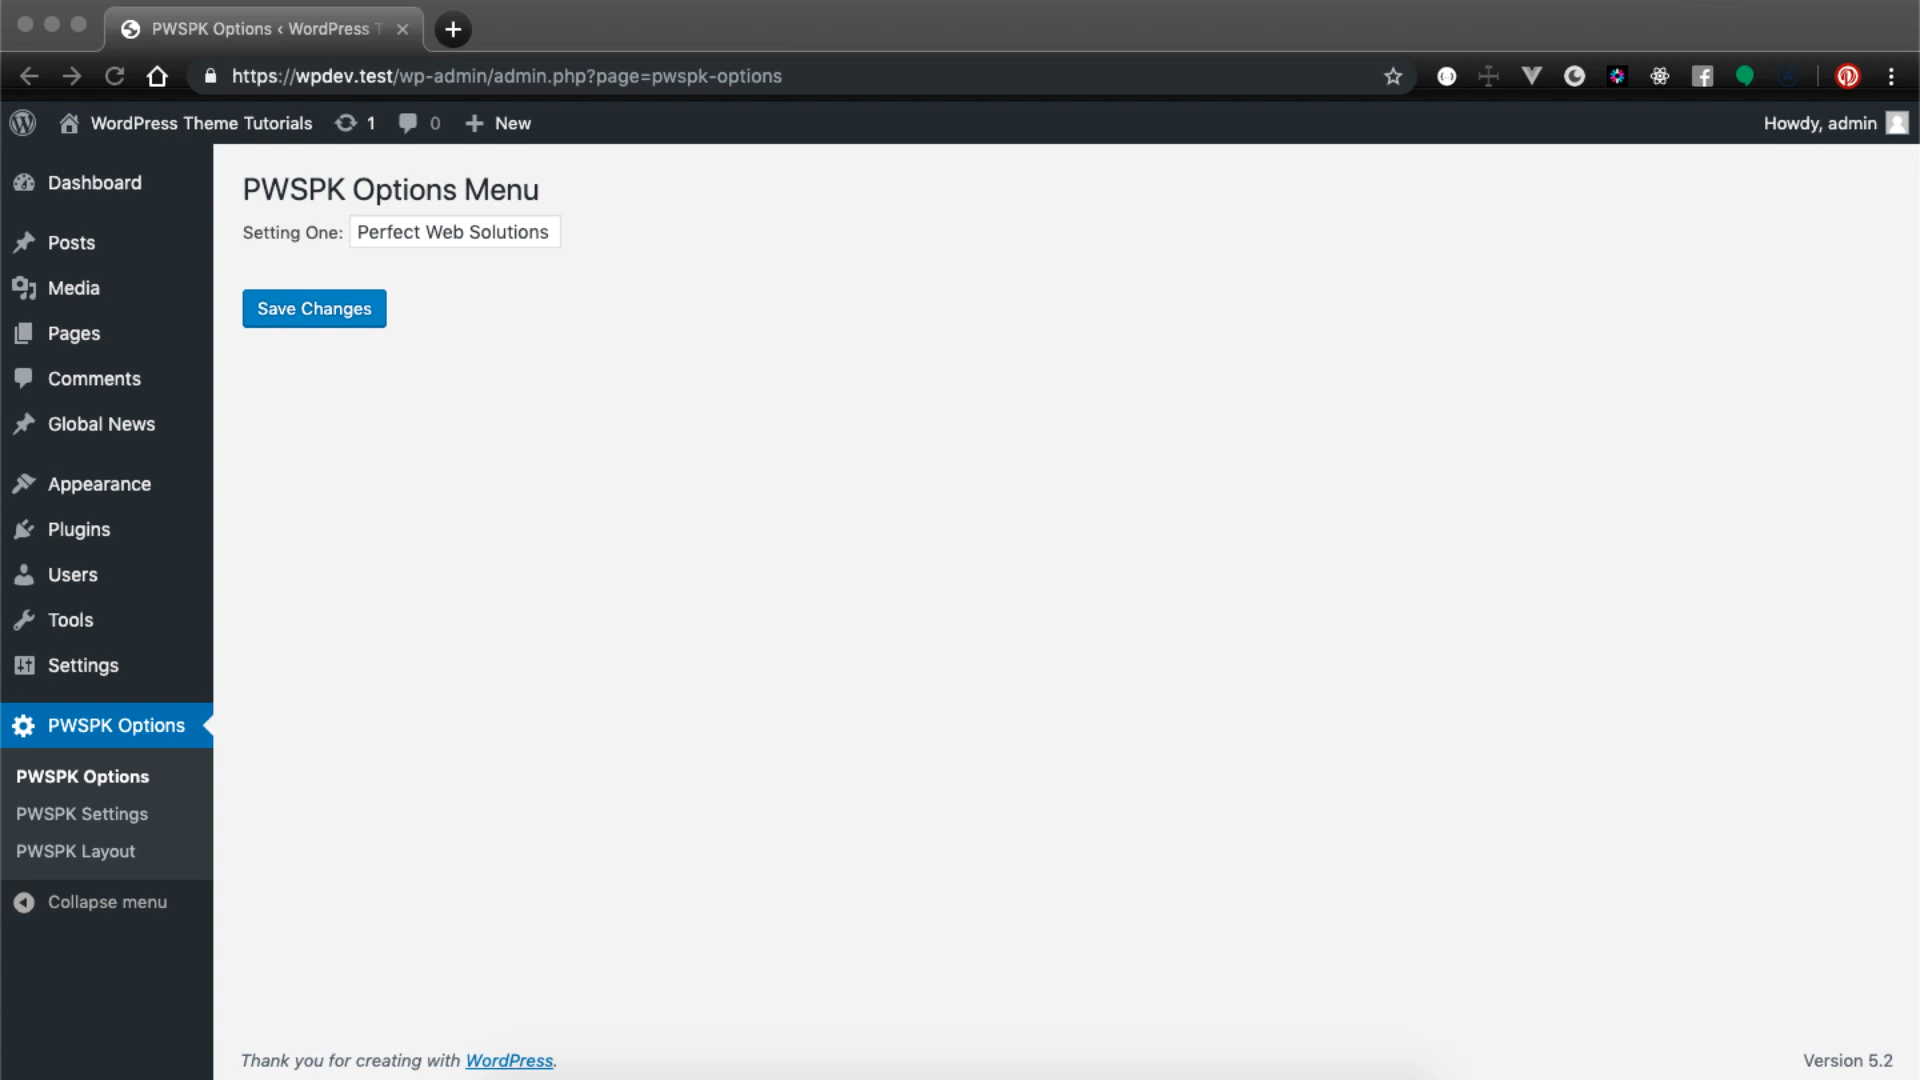 PWSPK Options ‹ WordPress T
https://wpdev.test/wp-admin/admin.php?page=pwspk-options
WordPress Theme Tutorials 1 0 New Howdy, admin
Dashboard
Posts
Media
Pages
Comments
Global News
Appearance
Plugins
Users
Tools
Settings
PWSPK Options
PWSPK Options
PWSPK Settings
PWSPK Layout
Collapse menu
PWSPK Options Menu
Setting One: Perfect Web Solutions
Save Changes
Thank you for creating with WordPress.
Version 5.2